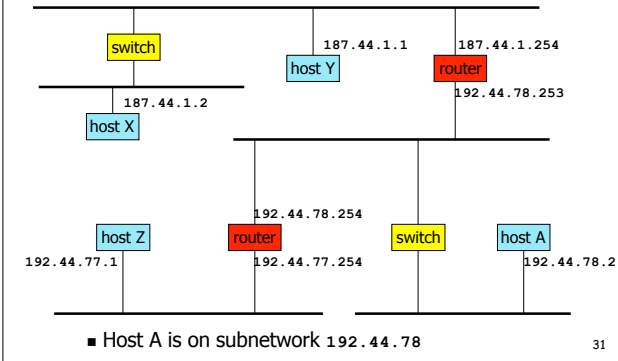 switch
187.44.1.1
187.44.1.254
host Y
router
187.44.1.2
192.44.78.253
host X
192.44.78.254
host Z
router
switch
host A
192.44.77.1
192.44.77.254
192.44.78.2
■ Host A is on subnetwork 192.44.78
31